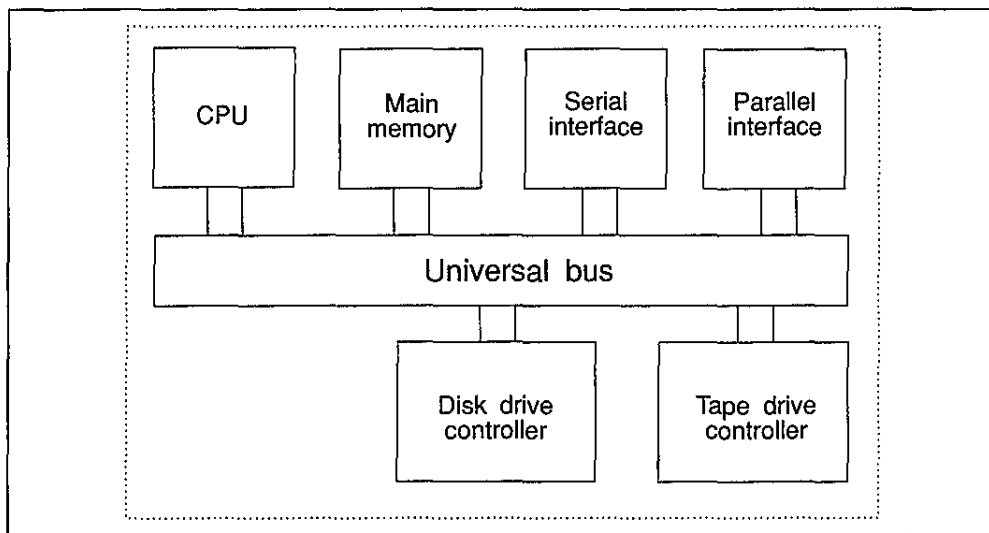 CPU
Main
memory
Serial
interface
Parallel
interface
Universal bus
Disk drive
controller
Tape drive
controller